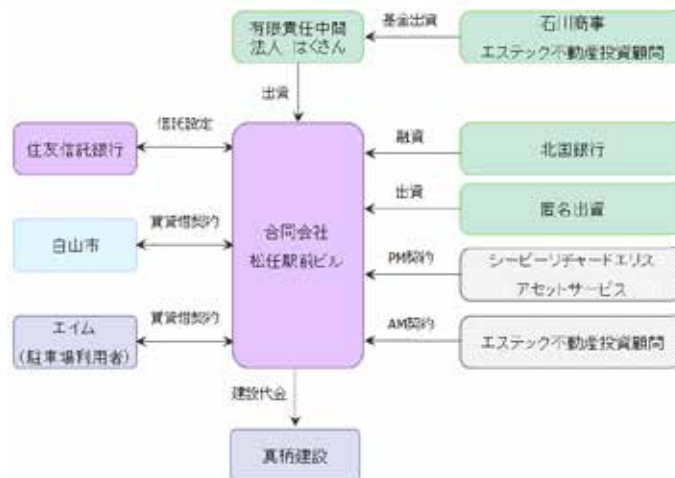 有限責任中間
法人 はくさん
基金出資
石川商事
エステック不動産投資顧問
出資
住友信託銀行
信託設定
融資
北国銀行
出資
匿名出資
白山市
賃貸借契約
合同会社
松任駅前ビル
PM契約
シービーリチャードエリス
アセットサービス
エイム
(駐車場利用者)
賃貸借契約
AM契約
エステック不動産投資顧問
建設代金
真柄建設